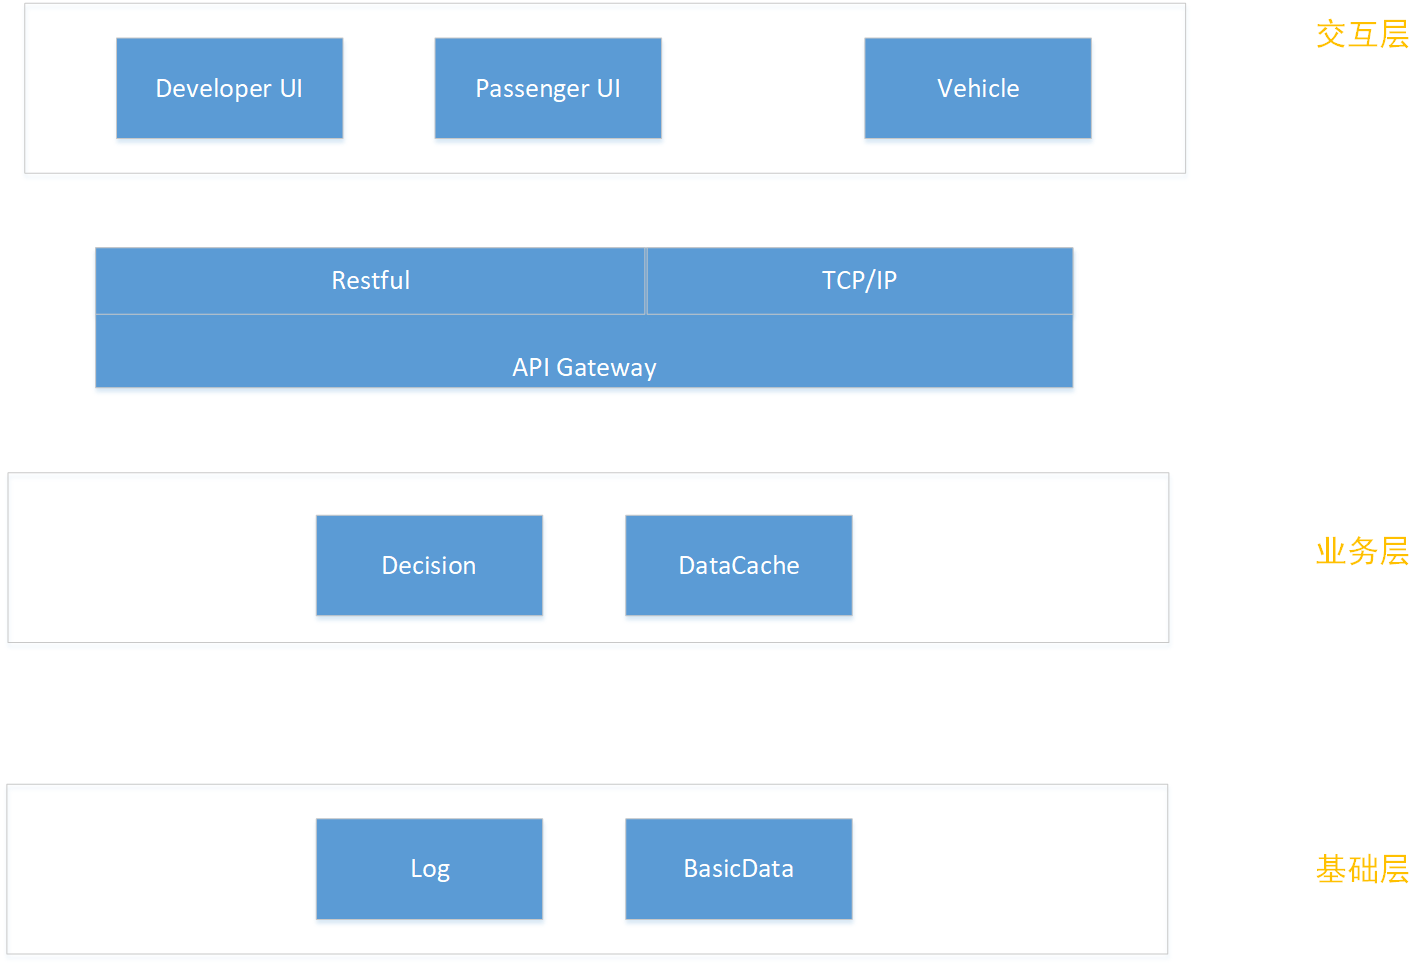 Developer UI
Passenger UI
Vehicle
交互层
Restful
TCP/IP
API Gateway
Decision
DataCache
业务层
Log
BasicData
基础层